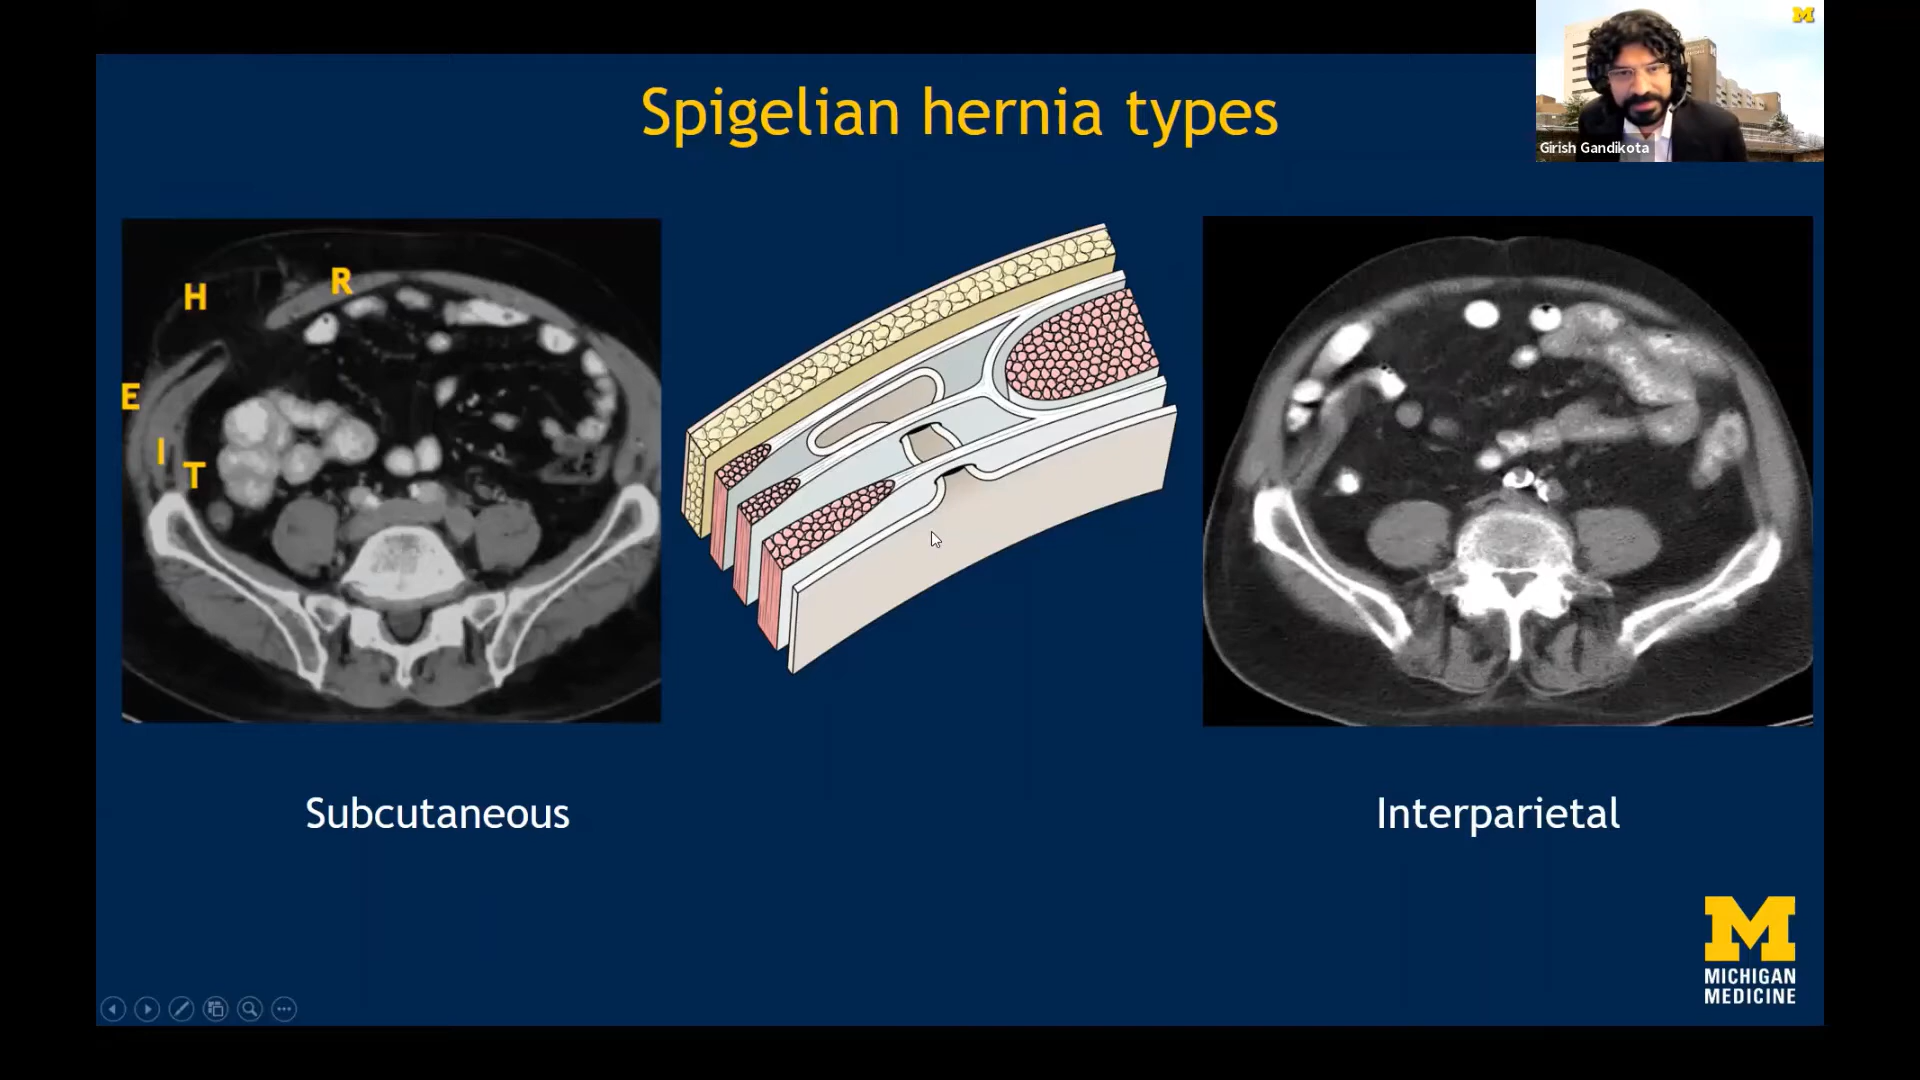 M
Girish Gandikota
Spigelian hernia types
H
R
E
I
T
Subcutaneous
Interparietal
M
MICHIGAN
MEDICINE